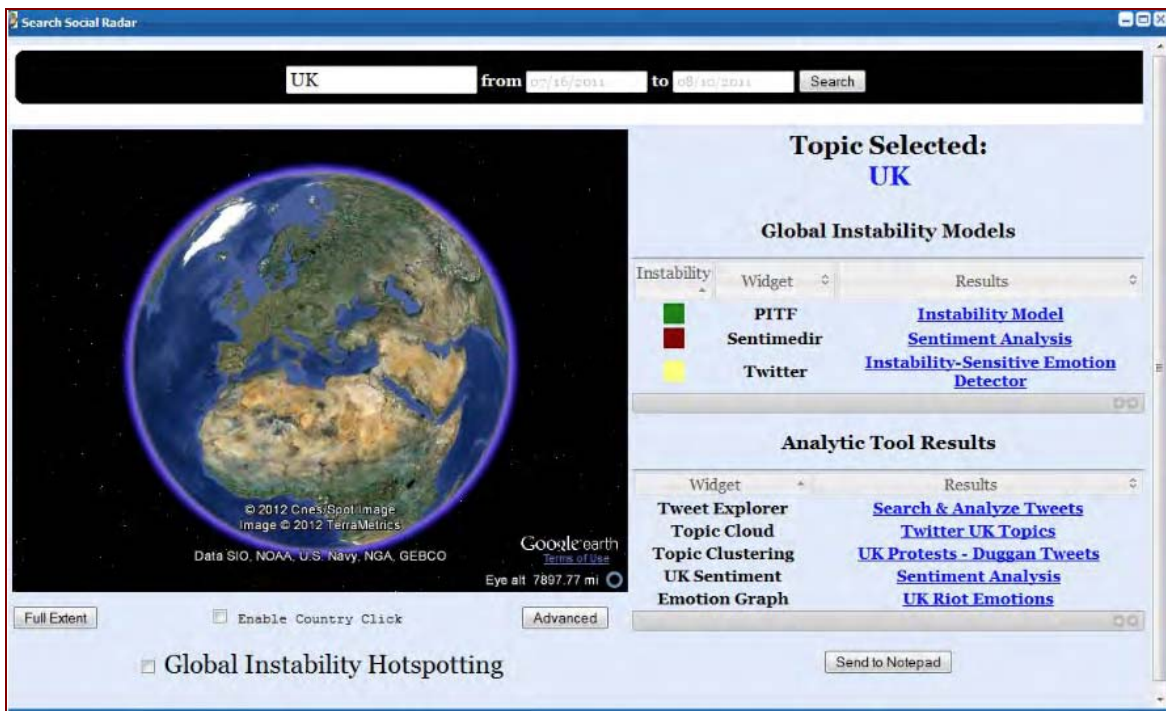 Search Social Radar
UK from 07/16/2011 to 08/10/2011 Search
Topic Selected:
UK
Global Instability Models
Instability Widget Results
PITF Instability Model
Sentimedir Sentiment Analysis
Twitter Instability-Sensitive Emotion
Detector
Analytic Tool Results
Widget Results
Tweet Explorer Search & Analyze Tweets
Topic Cloud Twitter UK Topics
Topic Clustering UK Protests - Duggan Tweets
UK Sentiment Sentiment Analysis
Emotion Graph UK Riot Emotions
Send to Notepad
© 2012 Cnes/Spot Image
Image © 2012 TerraMetrics
Data SIO, NOAA, U.S. Navy, NGA, GEBCO
Google earth
Terms of Use
Eye alt 7897.77 mi
Full Extent Enable Country Click Advanced
Global Instability Hotspotting